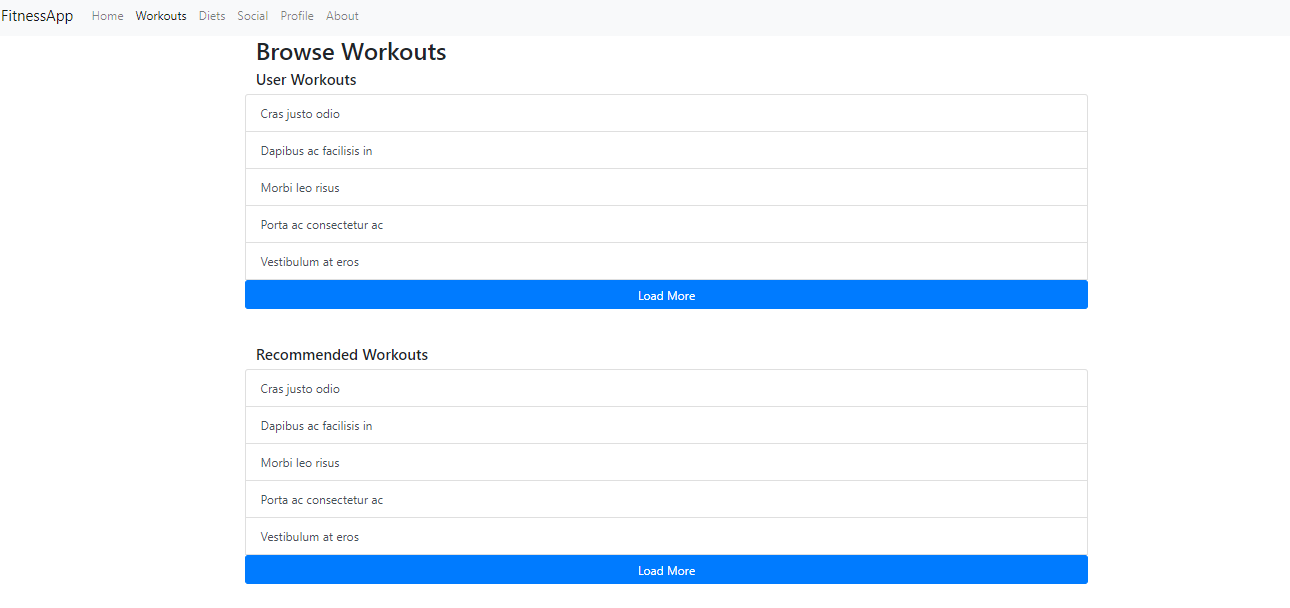 FitnessApp Home Workouts Diets Social Profile About
Browse Workouts
User Workouts
Cras justo odio
Dapibus ac facilisis in
Morbi leo risus
Porta ac consectetur ac
Vestibulum at eros
Load More
Recommended Workouts
Cras justo odio
Dapibus ac facilisis in
Morbi leo risus
Porta ac consectetur ac
Vestibulum at eros
Load More